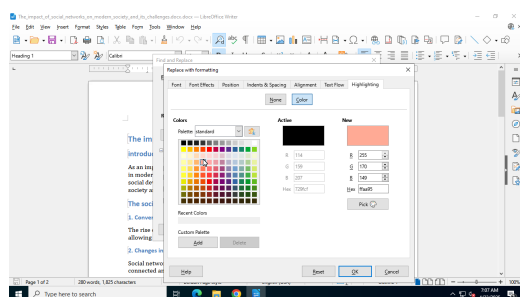 The_impact_of_social_networks_on_modern_society_and_its_challenges.docx.docx — LibreOffice Writer
File Edit View Insert Format Styles Table Form Tools Window Help
Heading 1
Calibri
Find and Replace
Replace with formatting
Font Font Effects Position Indents & Spacing Alignment Text Flow Highlighting
None Color
Colors
Active
New
Palette: standard
R 114
G 159
B 207
Hex 729fcf
R 255
G 170
B 149
Hex ffaa95
Pick
Recent Colors
Custom Palette
Add Delete
Help Reset OK Cancel
The im
introduc
As an imp
in modern
social dev
society a
The soci
1. Conver
The rise o
allowing
2. Changes in
Social netwo
connected an
Page 1 of 2 280 words, 1,825 characters
100%
Type here to search
7:07 AM